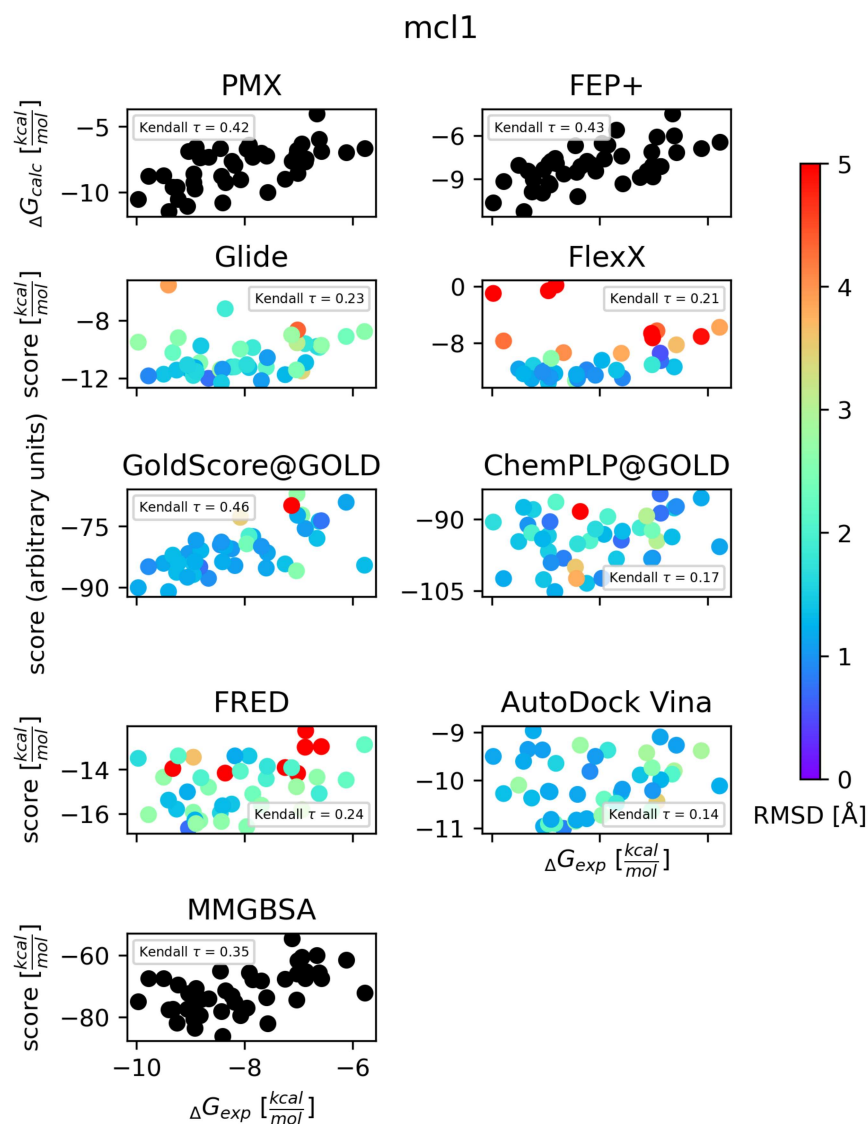 mcl1
PMX
FEP+
ΔG_calc [kcal/mol]
−5
−10
Kendall τ = 0.42
−6
−9
Kendall τ = 0.43
Glide
FlexX
score [kcal/mol]
−8
−12
Kendall τ = 0.23
0
−8
Kendall τ = 0.21
GoldScore@GOLD
ChemPLP@GOLD
score (arbitrary units)
−75
−90
Kendall τ = 0.46
−90
−105
Kendall τ = 0.17
FRED
AutoDock Vina
score [kcal/mol]
−14
−16
Kendall τ = 0.24
−9
−10
−11
Kendall τ = 0.14
ΔG_exp [kcal/mol]
MMGBSA
score [kcal/mol]
−60
−80
Kendall τ = 0.35
−10
−8
−6
ΔG_exp [kcal/mol]
5
4
3
2
1
0
RMSD [Å]